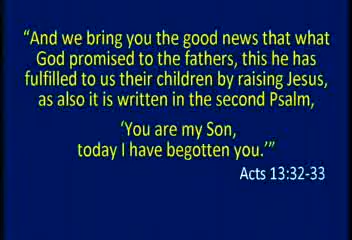 “And we bring you the good news that what
God promised to the fathers, this he has
fulfilled to us their children by raising Jesus,
as also it is written in the second Psalm,
‘You are my Son,
today I have begotten you.’”
Acts 13:32-33